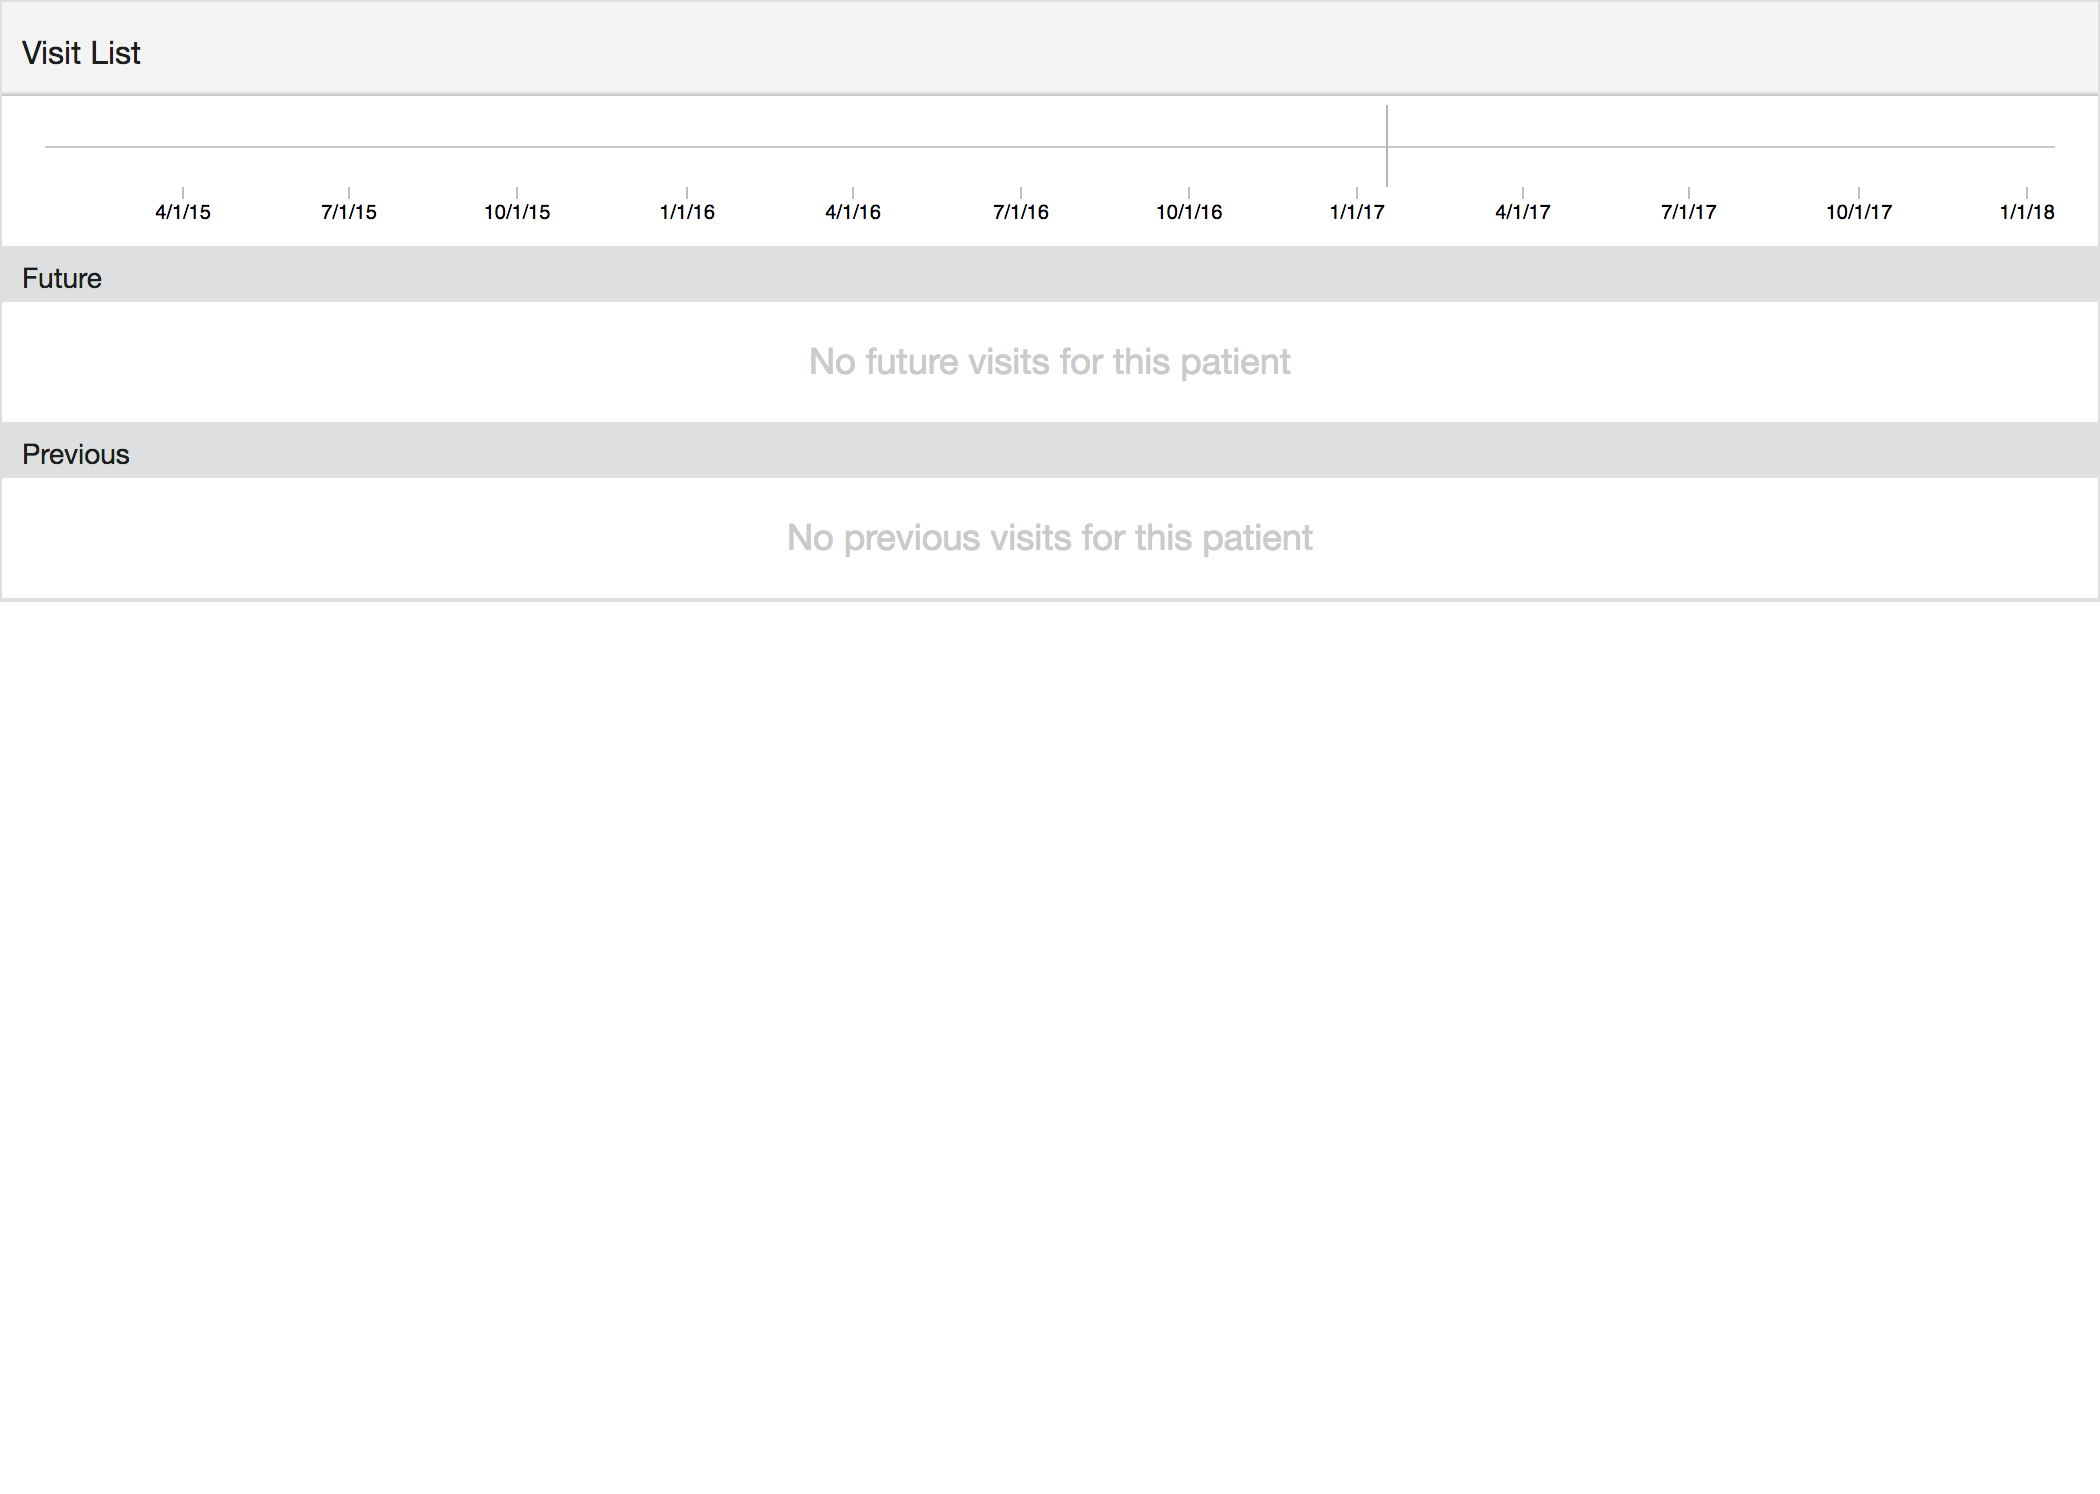 Visit List
4/1/15 7/1/15 10/1/15 1/1/16 4/1/16 7/1/16 10/1/16 1/1/17 4/1/17 7/1/17 10/1/17 1/1/18
Future
No future visits for this patient
Previous
No previous visits for this patient